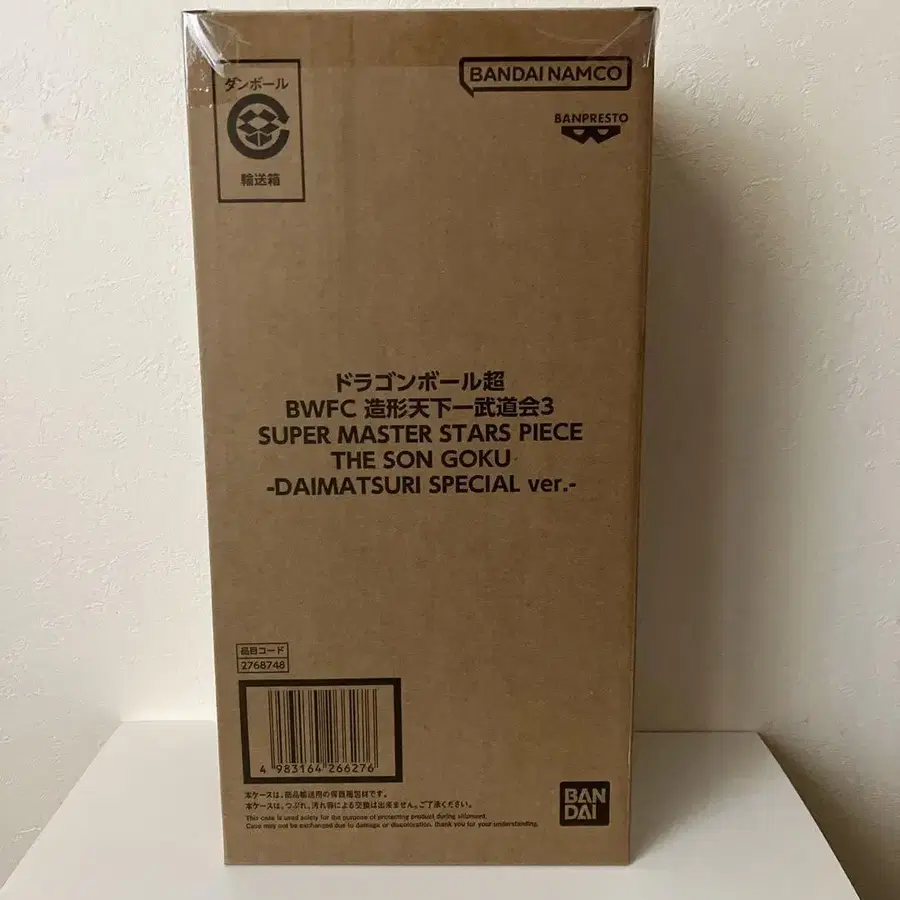 ダンボール
輸送箱
BANDAI NAMCO
BANPRESTO
ドラゴンボール超
BWFC 造形天下一武道会3
SUPER MASTER STARS PIECE
THE SON GOKU
-DAIMATSURI SPECIAL ver.-
品目コード
2768748
4 983164 266276
本ケースは、商品輸送用の保護梱包材です。
本ケースは、つぶれ、汚れ等による交換は出来ません。ご了承ください。
This case is used solely for the purpose of protecting product during shipment.
Case may not be exchanged due to damage or discoloration. thank you for your understanding.
BAN
DAI